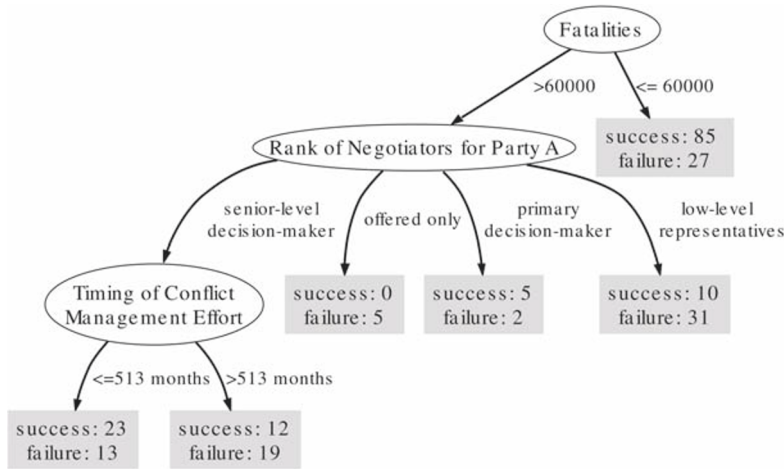 Fatalities
>60000
<= 60000
success: 85
failure: 27
Rank of Negotiators for Party A
senior-level
decision-maker
offered only
primary
decision-maker
low-level
representatives
Timing of Conflict
Management Effort
success: 0
failure: 5
success: 5
failure: 2
success: 10
failure: 31
<=513 months
>513 months
success: 23
failure: 13
success: 12
failure: 19